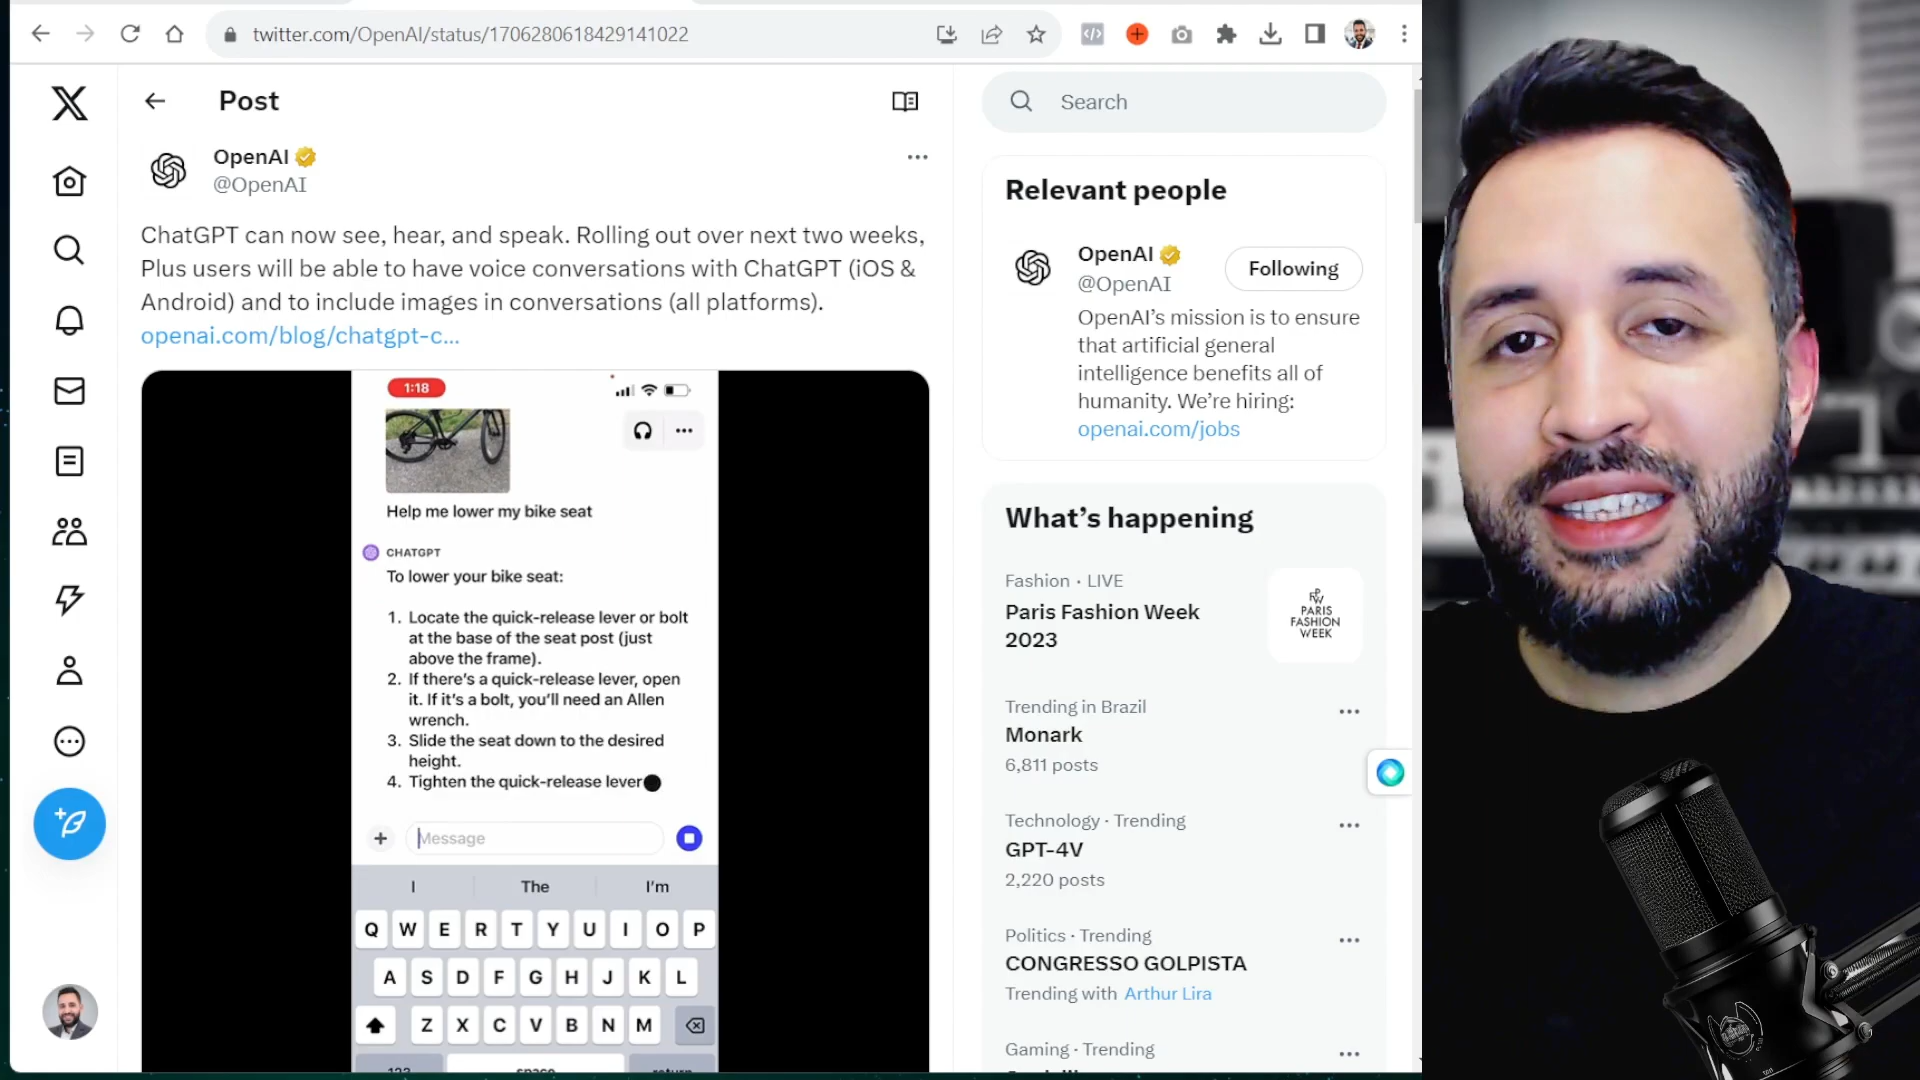 twitter.com/OpenAI/status/1706280618429141022
Post
OpenAI
@OpenAI
ChatGPT can now see, hear, and speak. Rolling out over next two weeks,
Plus users will be able to have voice conversations with ChatGPT (iOS &
Android) and to include images in conversations (all platforms).
openai.com/blog/chatgpt-c...
1:18
Help me lower my bike seat
CHATGPT
To lower your bike seat:
1. Locate the quick-release lever or bolt
at the base of the seat post (just
above the frame).
2. If there's a quick-release lever, open
it. If it's a bolt, you'll need an Allen
wrench.
3. Slide the seat down to the desired
height.
4. Tighten the quick-release lever
Message
I The I'm
Q W E R T Y U I O P
A S D F G H J K L
Z X C V B N M
123 space return
Search
Relevant people
OpenAI
@OpenAI
Following
OpenAI’s mission is to ensure
that artificial general
intelligence benefits all of
humanity. We’re hiring:
openai.com/jobs
What’s happening
Fashion · LIVE
Paris Fashion Week
2023
PFW
PARIS
FASHION
WEEK
Trending in Brazil
Monark
6,811 posts
Technology · Trending
GPT-4V
2,220 posts
Politics · Trending
CONGRESSO GOLPISTA
Trending with Arthur Lira
Gaming · Trending